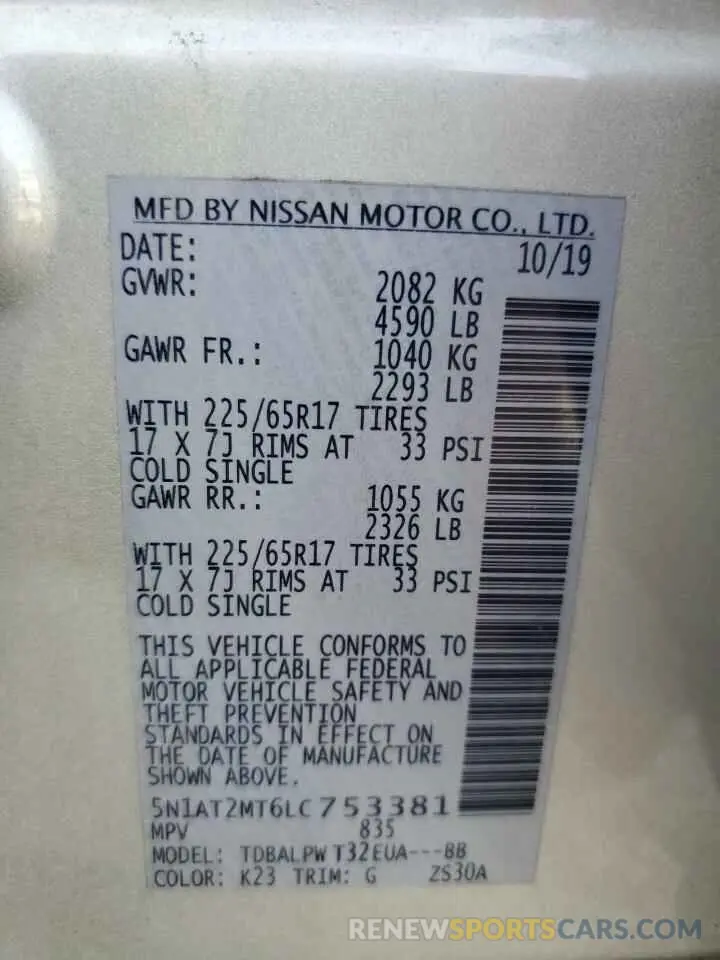 MFD BY NISSAN MOTOR CO., LTD.
DATE: 10/19
GVWR: 2082 KG
4590 LB
GAWR FR.: 1040 KG
2293 LB
WITH 225/65R17 TIRES
17 X 7J RIMS AT 33 PSI
COLD SINGLE
GAWR RR.: 1055 KG
2326 LB
WITH 225/65R17 TIRES
17 X 7J RIMS AT 33 PSI
COLD SINGLE
THIS VEHICLE CONFORMS TO
ALL APPLICABLE FEDERAL
MOTOR VEHICLE SAFETY AND
THEFT PREVENTION
STANDARDS IN EFFECT ON
THE DATE OF MANUFACTURE
SHOWN ABOVE.
5N1AT2MT6LC753381
MPV 835
MODEL: TDBALPW T32EUA---BB
COLOR: K23 TRIM: G ZS30A
RENEWSPORTSCARS.COM